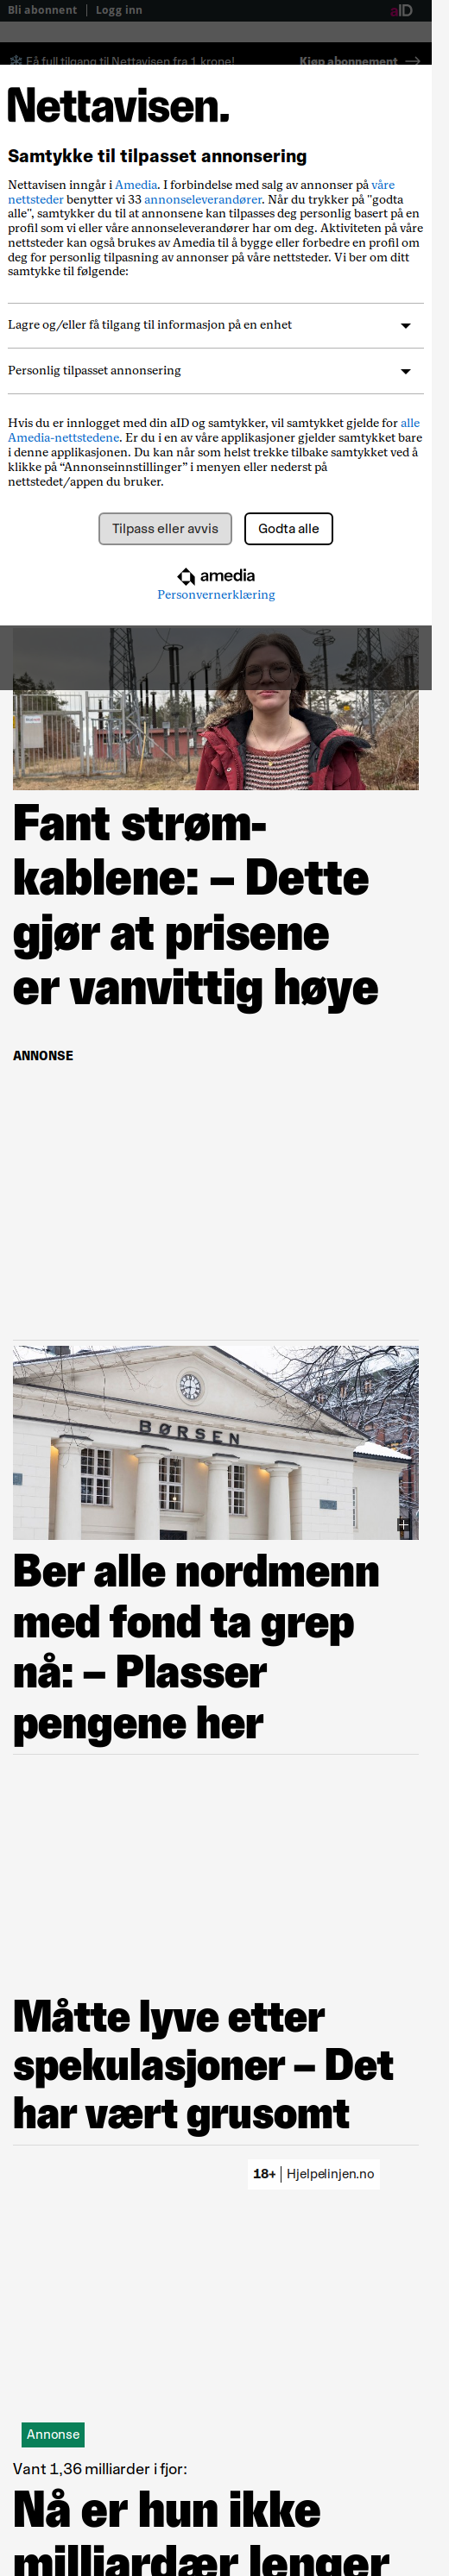 Bli abonnent | Logg inn
aID
Få full tilgang til Nettavisen fra 1 krone!
Kjøp abonnement →
Nettavisen.
Samtykke til tilpasset annonsering
Nettavisen inngår i Amedia. I forbindelse med salg av annonser på våre
nettsteder benytter vi 33 annonseleverandører. Når du trykker på "godta
alle", samtykker du til at annonsene kan tilpasses deg personlig basert på en
profil som vi eller våre annonseleverandører har om deg. Aktiviteten på våre
nettsteder kan også brukes av Amedia til å bygge eller forbedre en profil om
deg for personlig tilpasning av annonser på våre nettsteder. Vi ber om ditt
samtykke til følgende:
Lagre og/eller få tilgang til informasjon på en enhet
Personlig tilpasset annonsering
Hvis du er innlogget med din aID og samtykker, vil samtykket gjelde for alle
Amedia-nettstedene. Er du i en av våre applikasjoner gjelder samtykket bare
i denne applikasjonen. Du kan når som helst trekke tilbake samtykket ved å
klikke på “Annonseinnstillinger” i menyen eller nederst på
nettstedet/appen du bruker.
Tilpass eller avvis
Godta alle
amedia
Personvernerklæring
Fant strøm-
kablene: – Dette
gjør at prisene
er vanvittig høye
ANNONSE
BØRSEN
Ber alle nordmenn
med fond ta grep
nå: – Plasser
pengene her
Måtte lyve etter
spekulasjoner – Det
har vært grusomt
18+ | Hjelpelinjen.no
Annonse
Vant 1,36 milliarder i fjor:
Nå er hun ikke
milliardær lenger